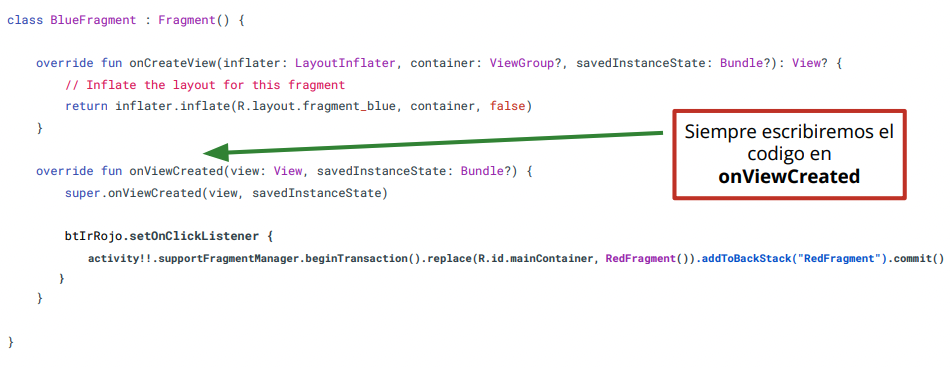 class BlueFragment : Fragment() {
override fun onCreateView(inflater: LayoutInflater, container: ViewGroup?, savedInstanceState: Bundle?): View? {
// Inflate the layout for this fragment
return inflater.inflate(R.layout.fragment_blue, container, false)
}
override fun onViewCreated(view: View, savedInstanceState: Bundle?) {
super.onViewCreated(view, savedInstanceState)
btIrRojo.setOnClickListener {
activity!!.supportFragmentManager.beginTransaction().replace(R.id.mainContainer, RedFragment()).addToBackStack("RedFragment").commit()
}
}
}
Siempre escribiremos el
codigo en
onViewCreated